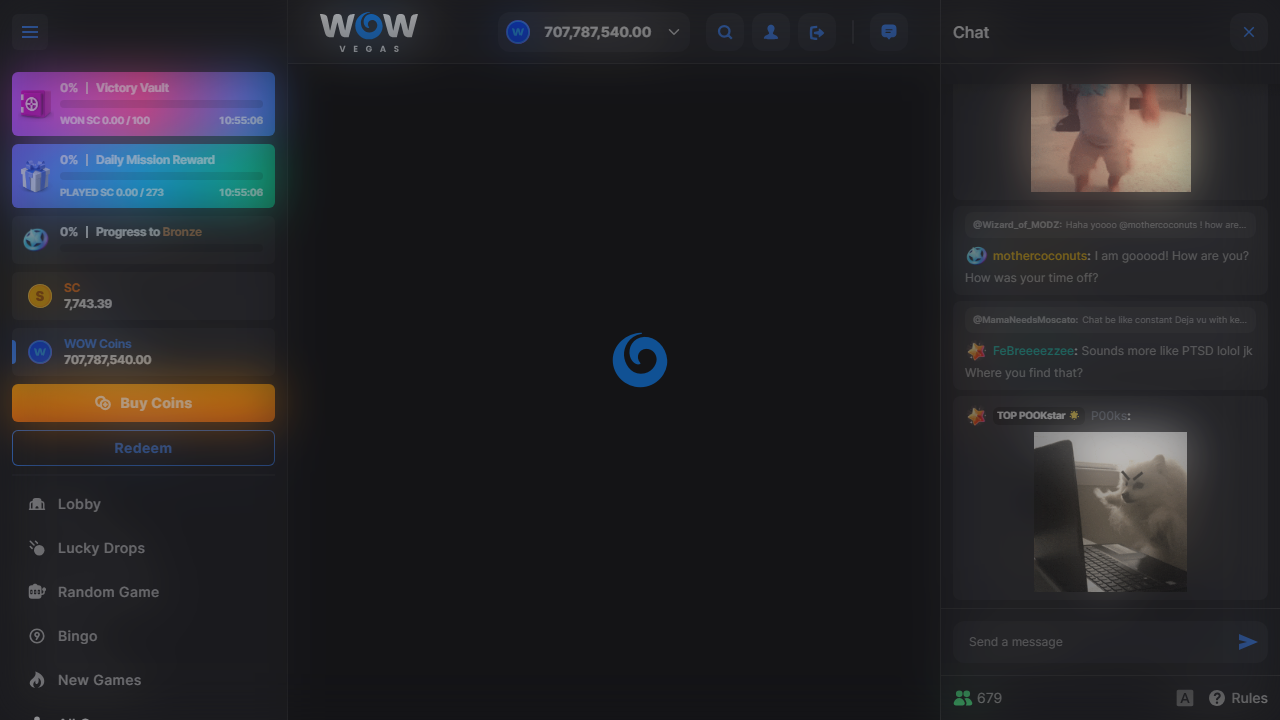 WOW
VEGAS
W 707,787,540.00
Chat
0% | Victory Vault
WON SC 0.00 / 100 10:55:06
0% | Daily Mission Reward
PLAYED SC 0.00 / 273 10:55:06
0% | Progress to Bronze
S
SC
7,743.39
W
WOW Coins
707,787,540.00
Buy Coins
Redeem
Lobby
Lucky Drops
Random Game
Bingo
New Games
@Wizard_of_MODZ: Haha yoooo @mothercoconuts ! how are...
mothercoconuts: I am gooood! How are you?
How was your time off?
@MamaNeedsMoscato: Chat be like constant Deja vu with ke...
FeBreeeezzee: Sounds more like PTSD lolol jk
Where you find that?
TOP POOKstar P00ks:
Send a message
679
A ? Rules